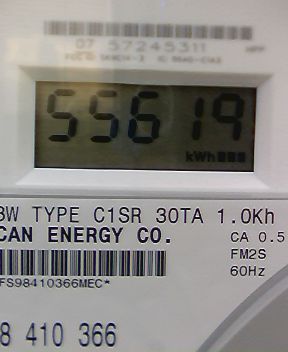 07 57245311
55619
kWh
3W TYPE C1SR 30TA 1.0Kh
CAN ENERGY CO. CA 0.5
FM2S
FS98410366MEC* 60Hz
8 410 366